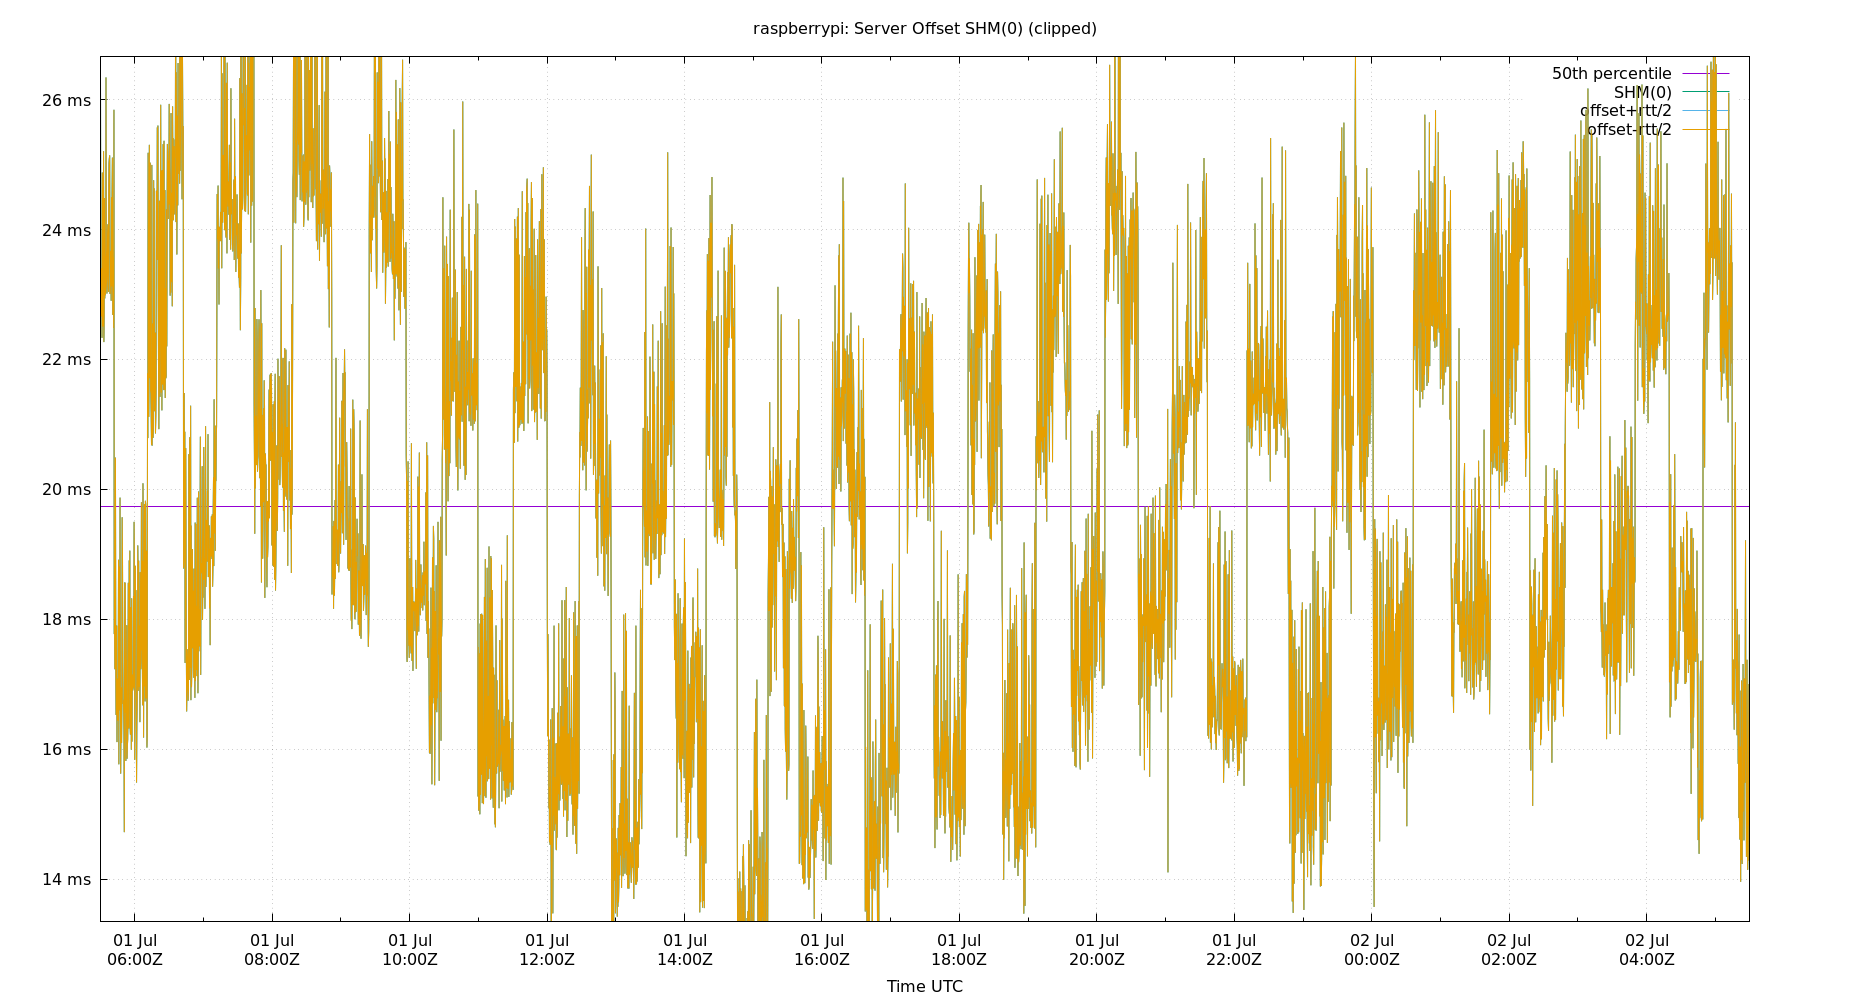 raspberrypi: Server Offset SHM(0) (clipped)
50th percentile
SHM(0)
offset+rtt/2
offset-rtt/2
26 ms
24 ms
22 ms
20 ms
18 ms
16 ms
14 ms
01 Jul 01 Jul 01 Jul 01 Jul 01 Jul 01 Jul 01 Jul 01 Jul 01 Jul 02 Jul 02 Jul 02 Jul
06:00Z 08:00Z 10:00Z 12:00Z 14:00Z 16:00Z 18:00Z 20:00Z 22:00Z 00:00Z 02:00Z 04:00Z
Time UTC